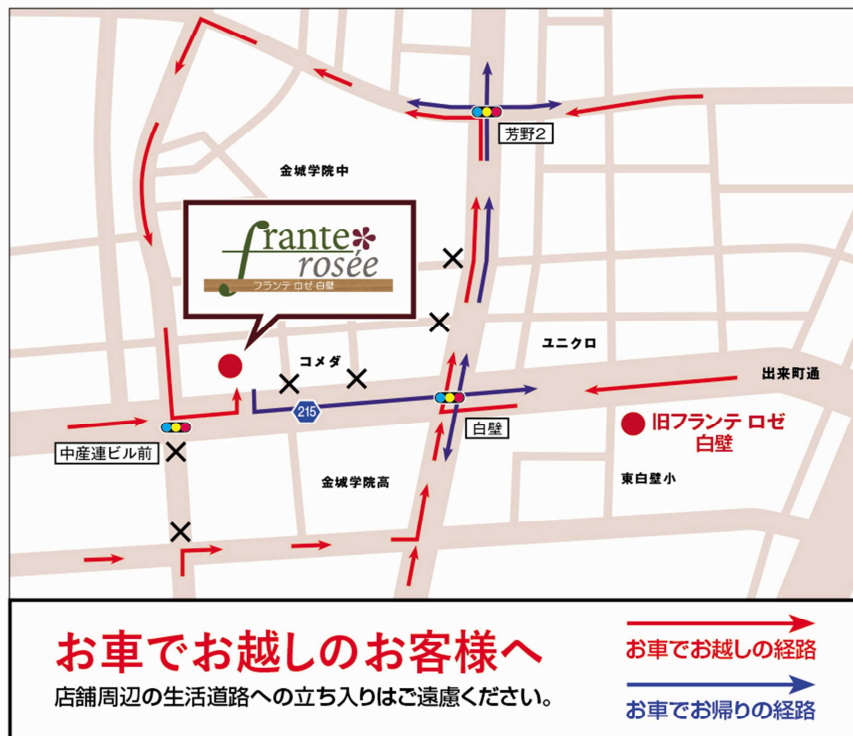 芳野2
金城学院中
frante
rosée
フランテ ロゼ 白壁
ユニクロ
コメダ
出来町通
215
白壁
旧フランテ ロゼ
白壁
中産連ビル前
金城学院高
東白壁小
お車でお越しのお客様へ
店舗周辺の生活道路への立ち入りはご遠慮ください。
お車でお越しの経路
お車でお帰りの経路